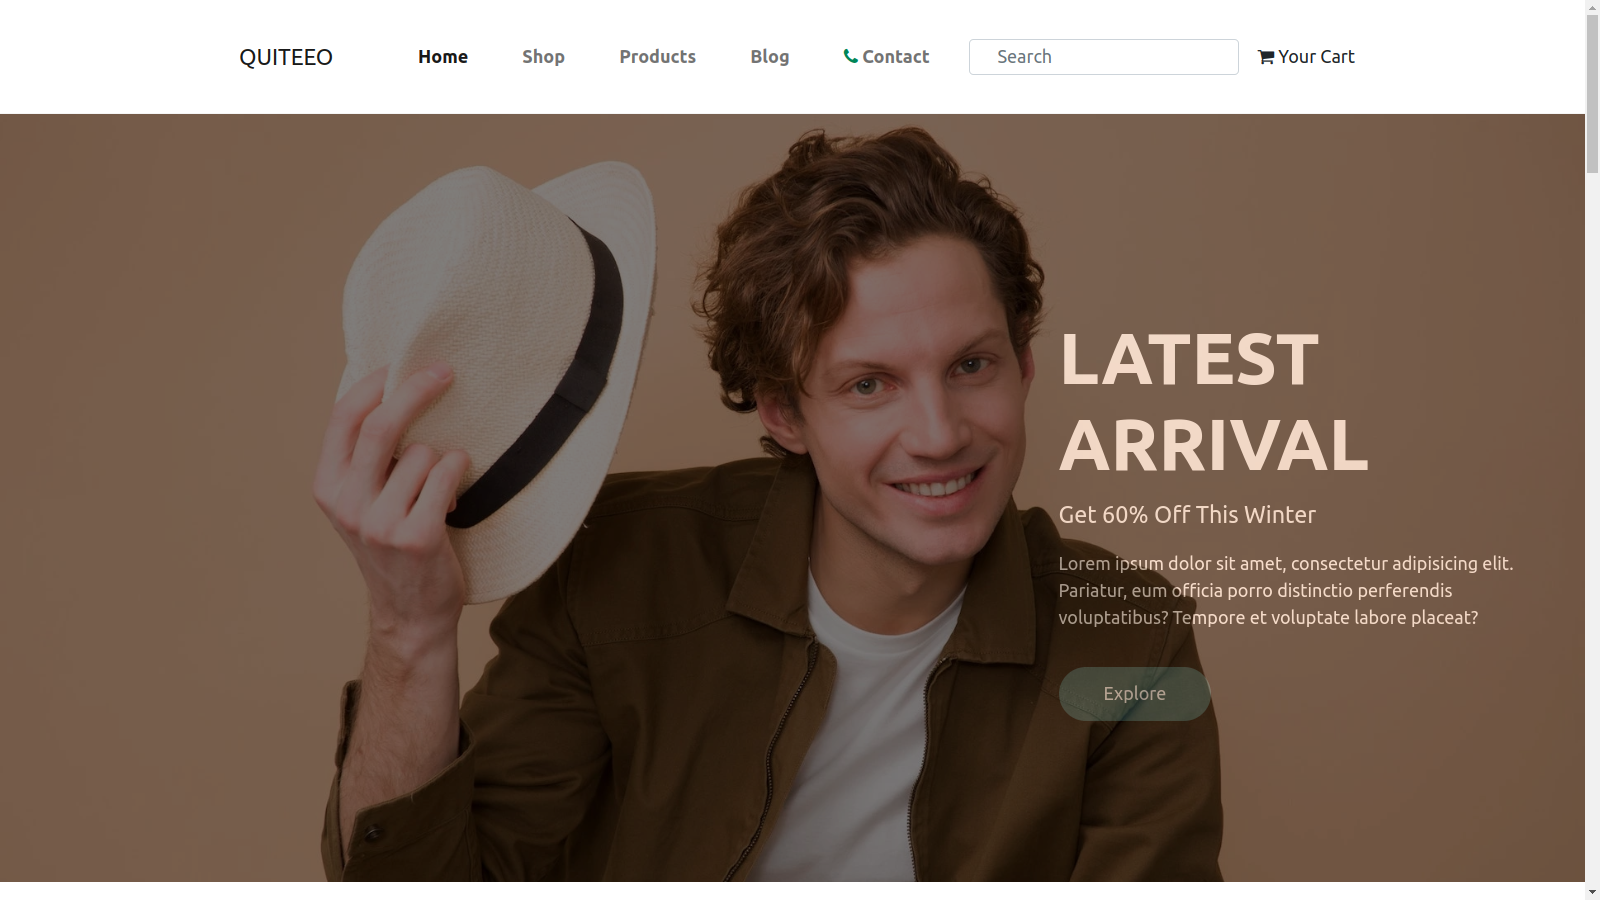 QUITEEO
Home
Shop
Products
Blog
Contact
Search
Your Cart
LATEST
ARRIVAL
Get 60% Off This Winter
Lorem ipsum dolor sit amet, consectetur adipisicing elit.
Pariatur, eum officia porro distinctio perferendis
voluptatibus? Tempore et voluptate labore placeat?
Explore